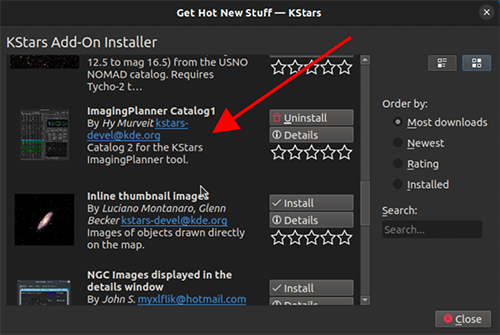 Get Hot New Stuff — KStars
KStars Add-On Installer
12.5 to mag 16.5) from the USNO
NOMAD catalog. Requires
Tycho-2 t…
ImagingPlanner Catalog1
By Hy Murveit kstars-
devel@kde.org
Catalog 2 for the KStars
ImagingPlanner tool.
Uninstall
Details
Inline thumbnail images
By Luciano Montanaro, Glenn
Becker kstars-devel@kde.org
Images of objects drawn directly
on the map.
Install
Details
NGC Images displayed in the
details window
By John S. myxlflik@hotmail.com
Install
Details
Order by:
Most downloads
Newest
Rating
Installed
Search:
Search...
Close